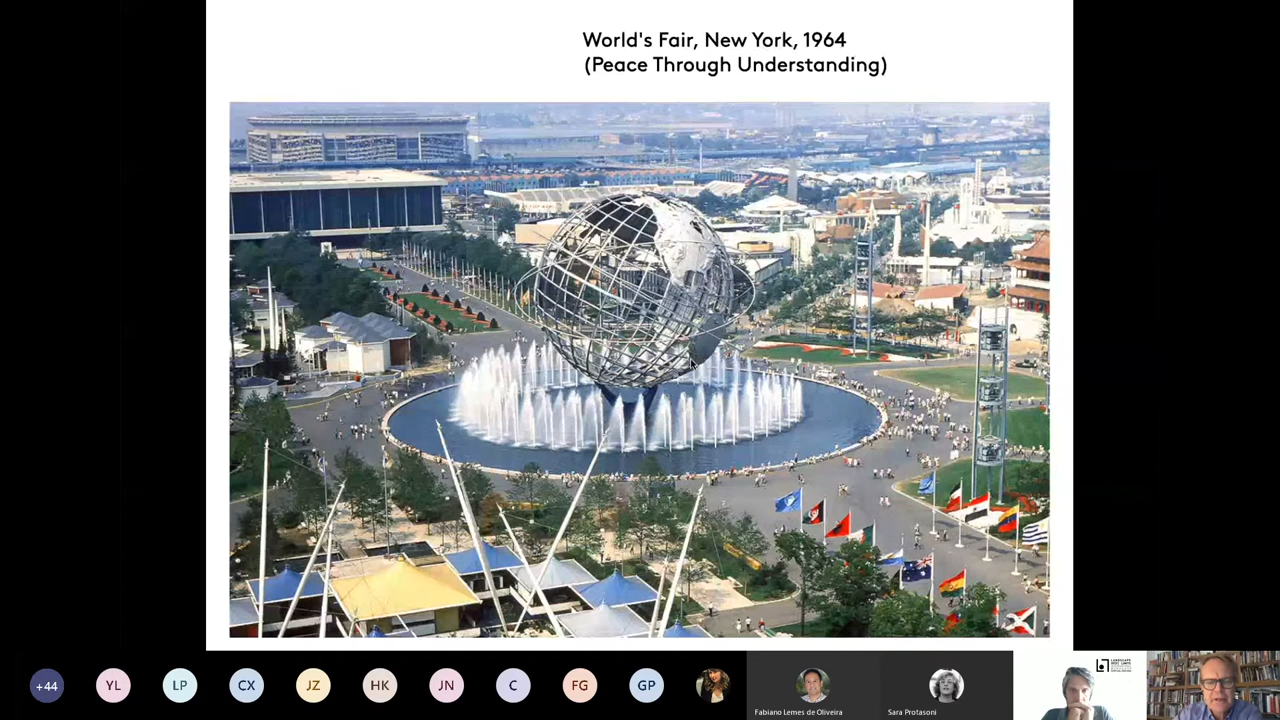 World's Fair, New York, 1964
(Peace Through Understanding)
+44
YL
LP
CX
JZ
HK
JN
C
FG
GP
Fabiano Lemes de Oliveira
Sara Protasoni